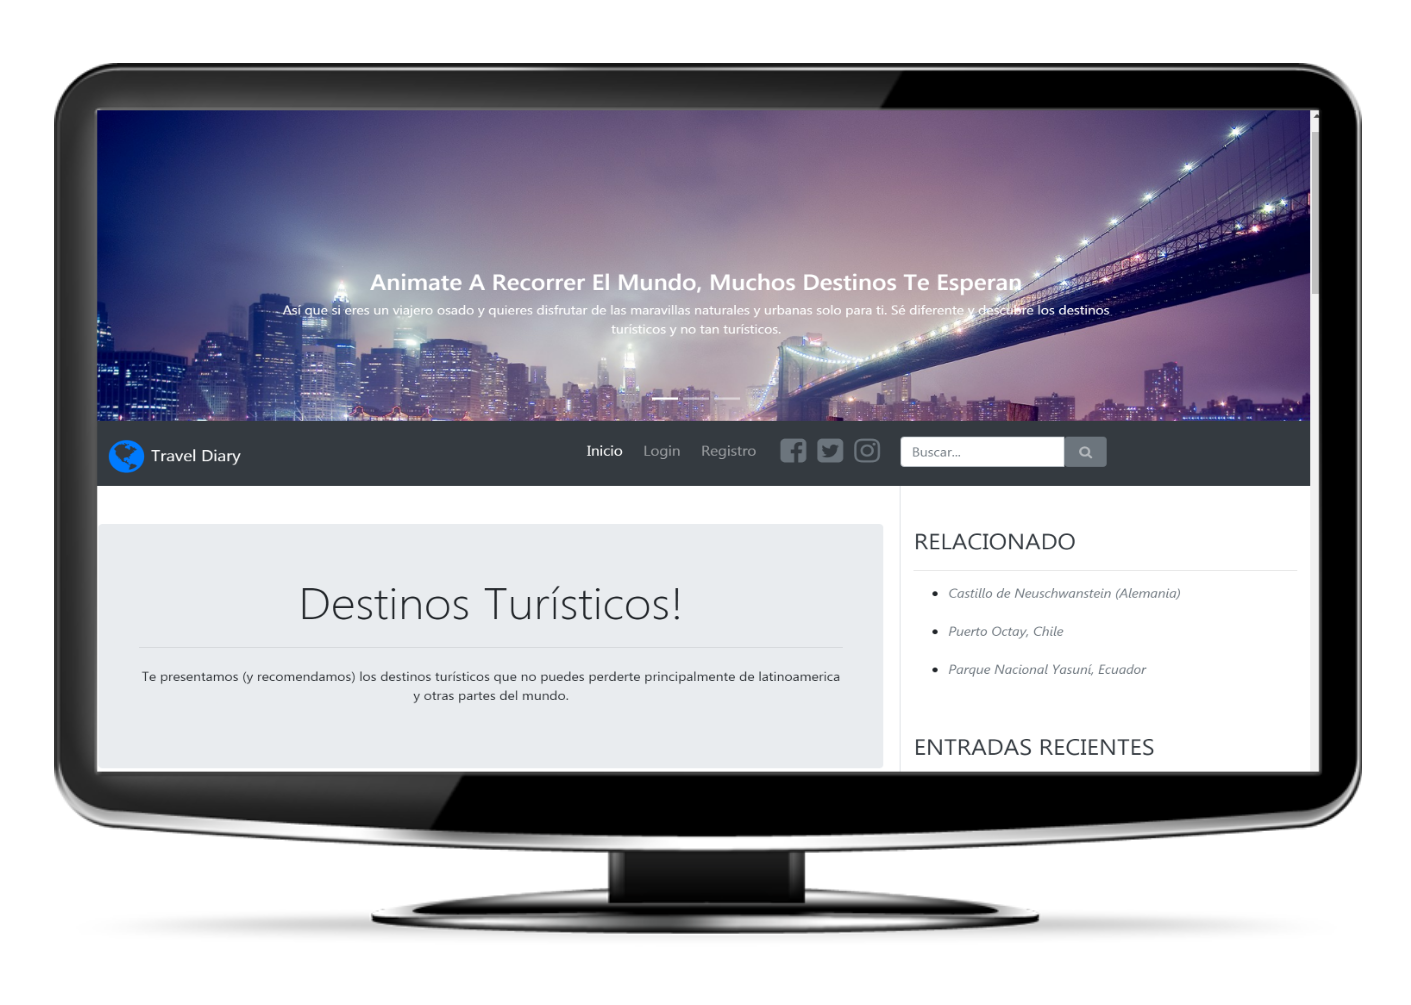 Animate A Recorrer El Mundo, Muchos Destinos Te Esperan
Asi que si eres un viajero osado y quieres disfrutar de las maravillas naturales y urbanas solo para ti. Sé diferente y descubre los destinos
turísticos y no tan turísticos.
Travel Diary
Inicio Login Registro Buscar...
Destinos Turísticos!
Te presentamos (y recomendamos) los destinos turísticos que no puedes perderte principalmente de latinoamerica
y otras partes del mundo.
RELACIONADO
Castillo de Neuschwanstein (Alemania)
Puerto Octay, Chile
Parque Nacional Yasuní, Ecuador
ENTRADAS RECIENTES